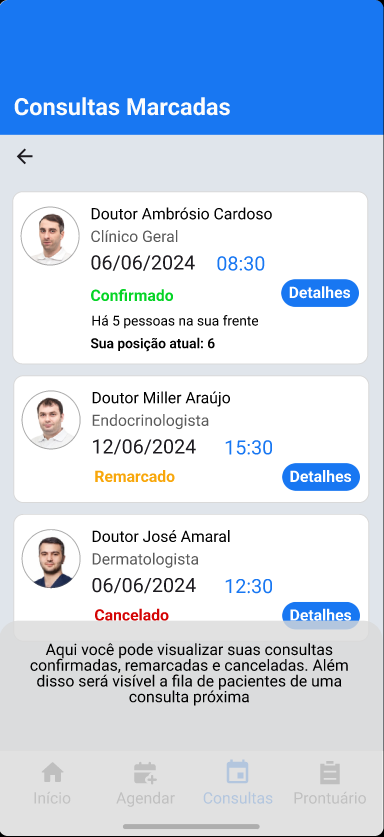 Consultas Marcadas
Doutor Ambrósio Cardoso
Clínico Geral
06/06/2024 08:30
Confirmado
Detalhes
Há 5 pessoas na sua frente
Sua posição atual: 6
Doutor Miller Araújo
Endocrinologista
12/06/2024 15:30
Remarcado Detalhes
Doutor José Amaral
Dermatologista
06/06/2024 12:30
Cancelado Detalhes
Aqui você pode visualizar suas consultas
confirmadas, remarcadas e canceladas. Além
disso será visível a fila de pacientes de uma
consulta próxima
Início Agendar Consultas Prontuário